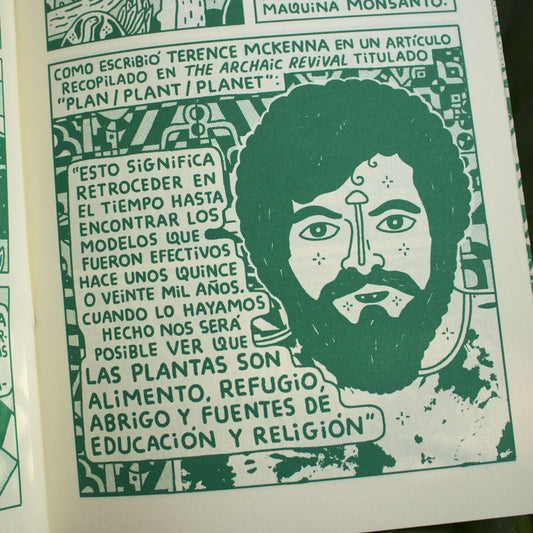 MAQUINA MONSANTO.
COMO ESCRIBIÓ TERENCE MCKENNA EN UN ARTÍCULO
RECOPILADO EN THE ARCHAIC REVIVAL TITULADO
"PLAN / PLANT / PLANET":
"ESTO SIGNIFICA
RETROCEDER EN
EL TIEMPO HASTA
ENCONTRAR LOS
MODELOS QUE
FUERON EFECTIVOS
HACE UNOS QUINCE
O VEINTE MIL AÑOS.
CUANDO LO HAYAMOS
HECHO NOS SERÁ
POSIBLE VER QUE
LAS PLANTAS SON
ALIMENTO, REFUGIO,
ABRIGO Y FUENTES DE
EDUCACIÓN Y RELIGIÓN"